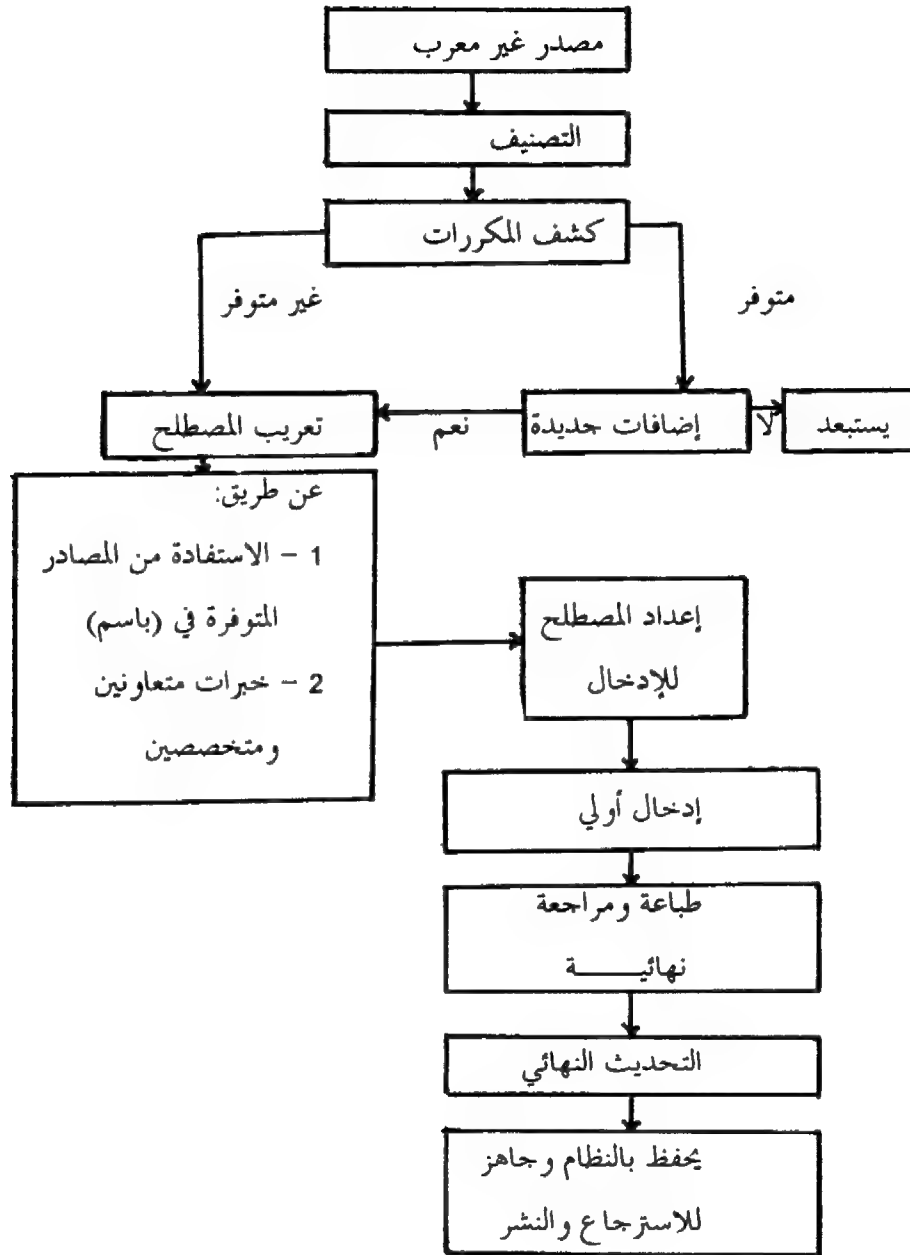 مصدر غير معرب
التصنيف
كشف المكررات
متوفر
غير متوفر
يستبعد
لا
إضافات جديدة
نعم
تعريب المصطلح
عن طريق:
1 – الاستفادة من المصادر
المتوفرة في (باسم)
2 – خبرات متعاونين
ومتخصصين
إعداد المصطلح
للإدخال
إدخال أولي
طباعة ومراجعة
نهائيـــــــة
التحديث النهائي
يحفظ بالنظام وجاهز
للاسترجاع والنشر